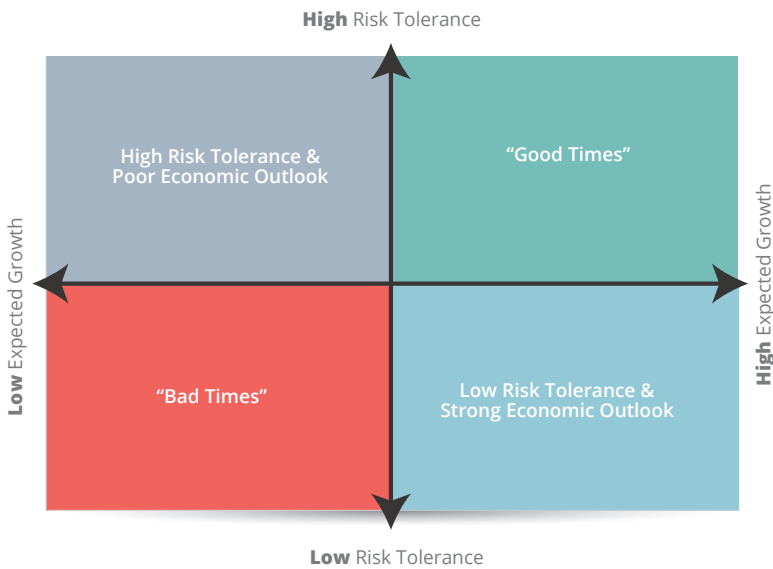 High Risk Tolerance
High Risk Tolerance &
Poor Economic Outlook
“Good Times”
Low Expected Growth
High Expected Growth
“Bad Times”
Low Risk Tolerance &
Strong Economic Outlook
Low Risk Tolerance